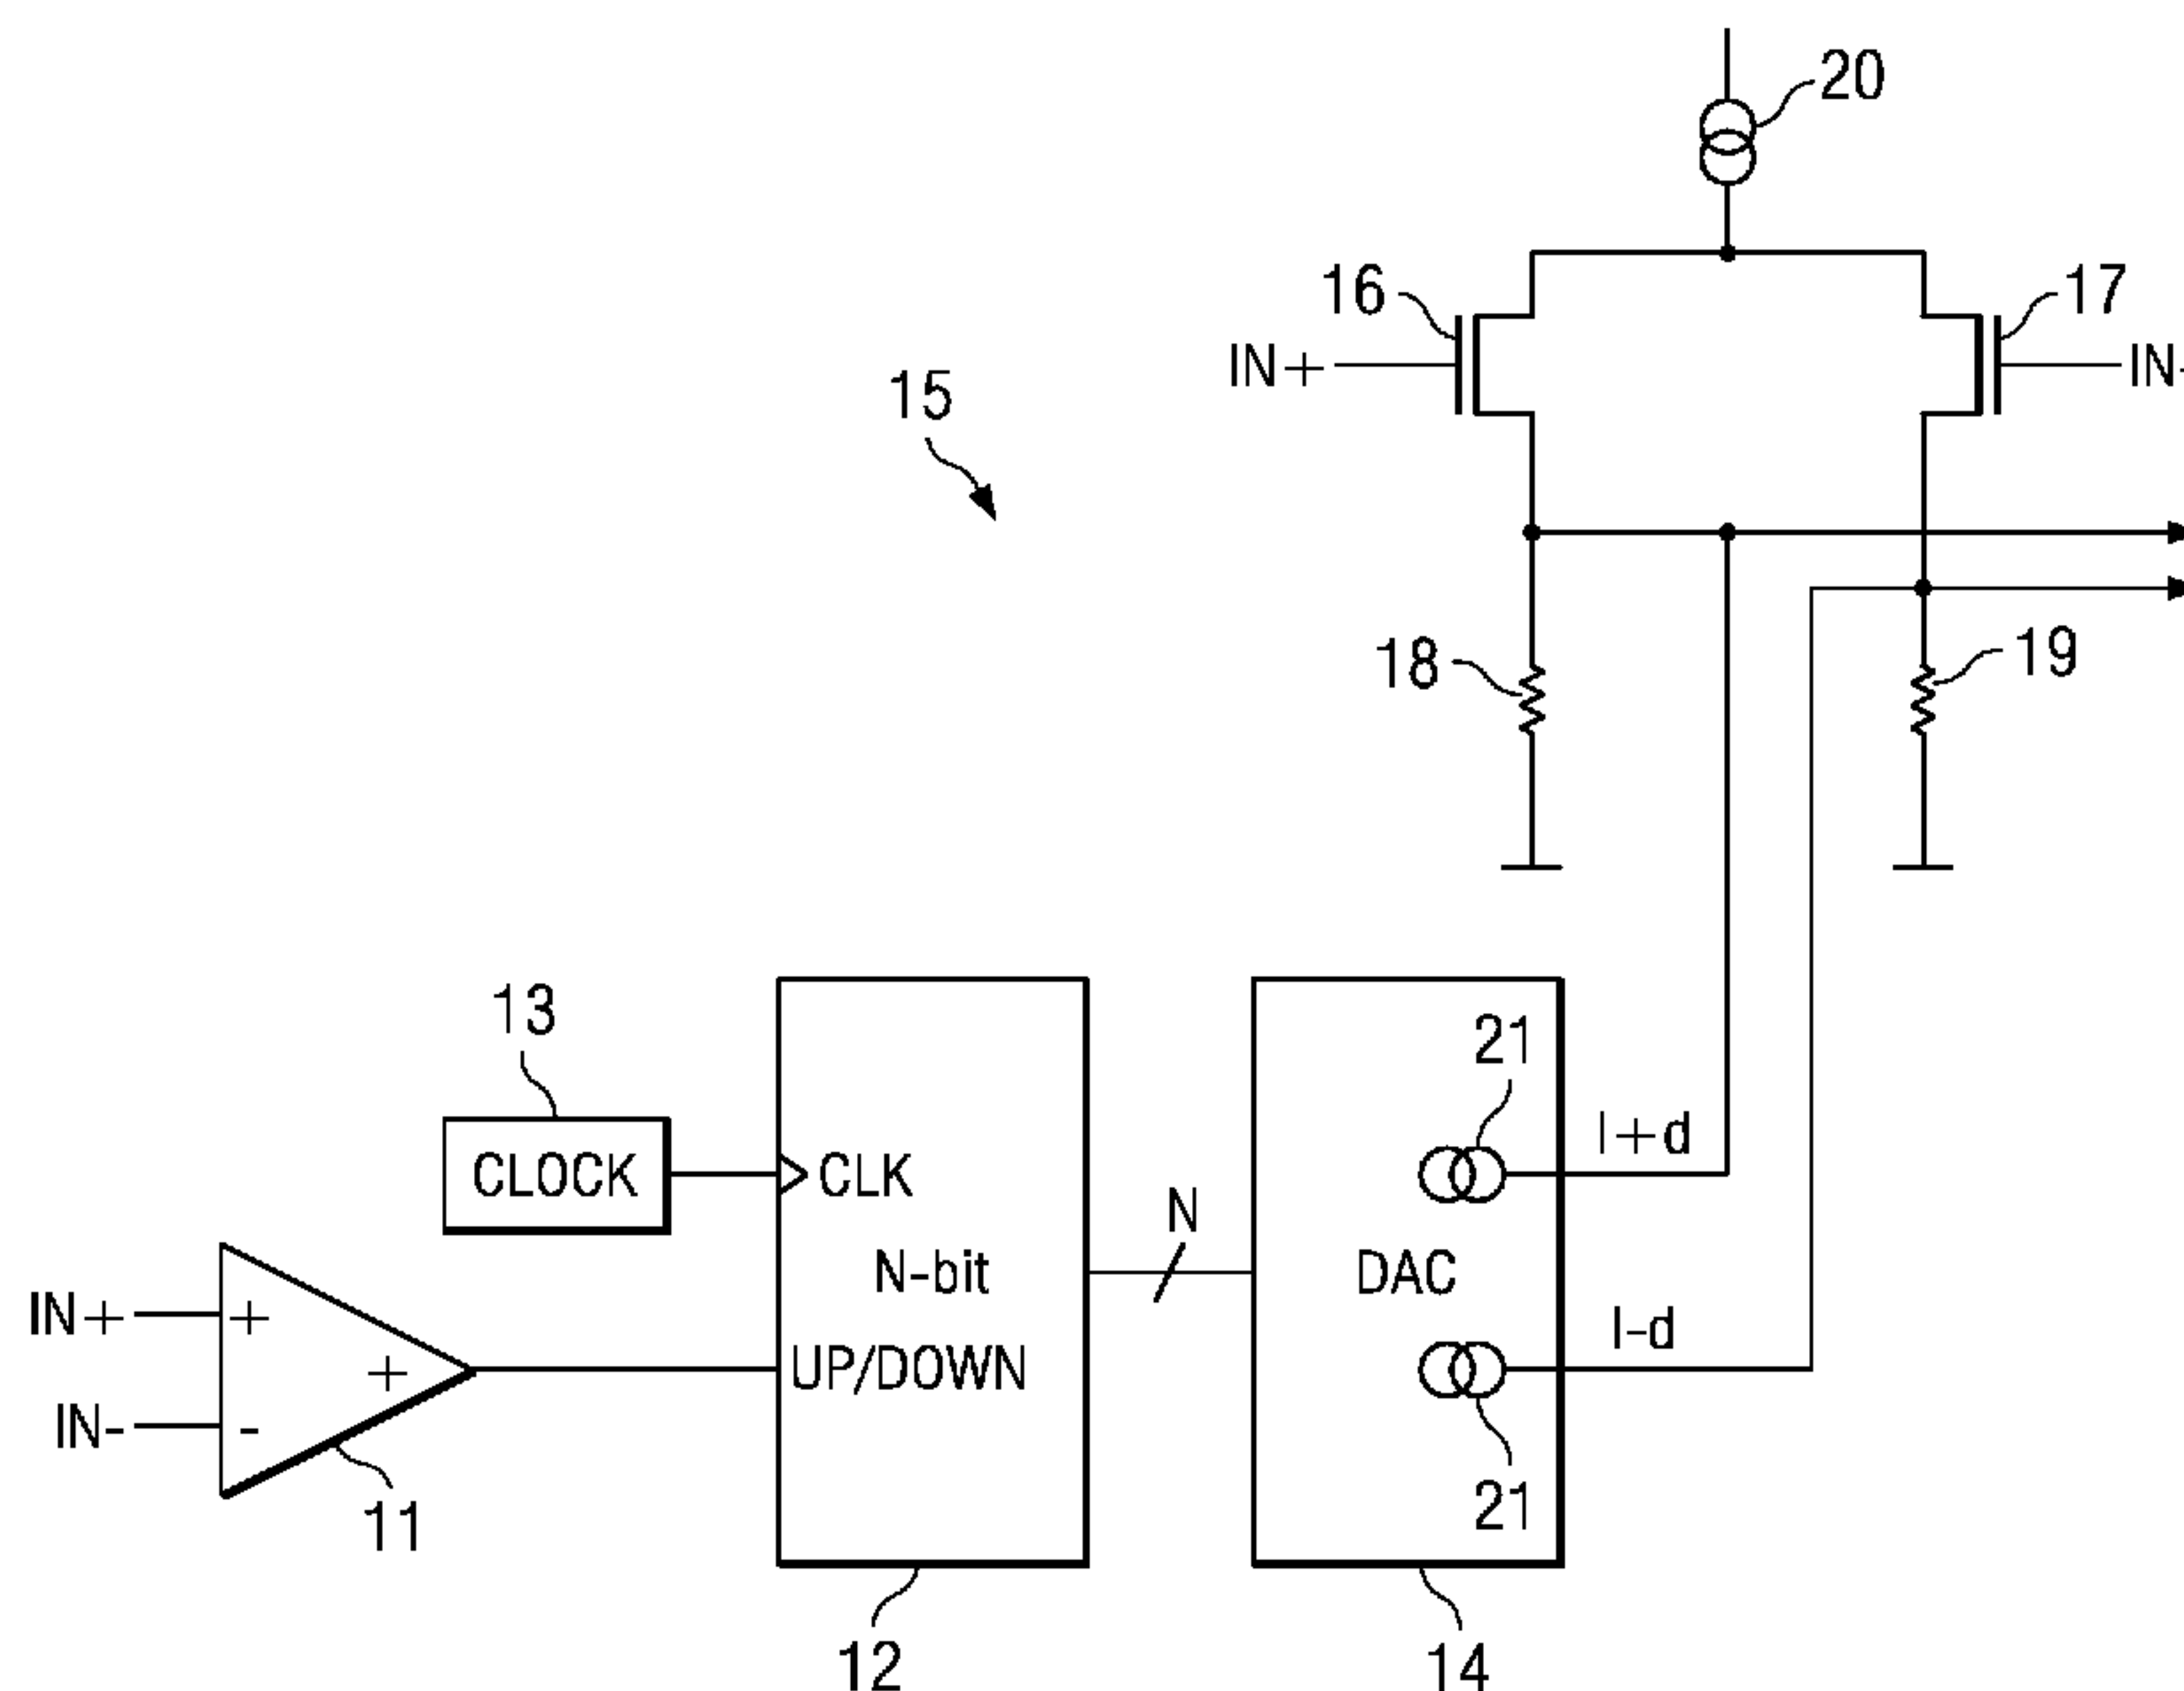 20
16
17
IN+
IN-
15
18
19
13
21
CLOCK
CLK
I+d
N
N-bit
DAC
IN+
+
+
I-d
UP/DOWN
IN-
-
11
21
12
14